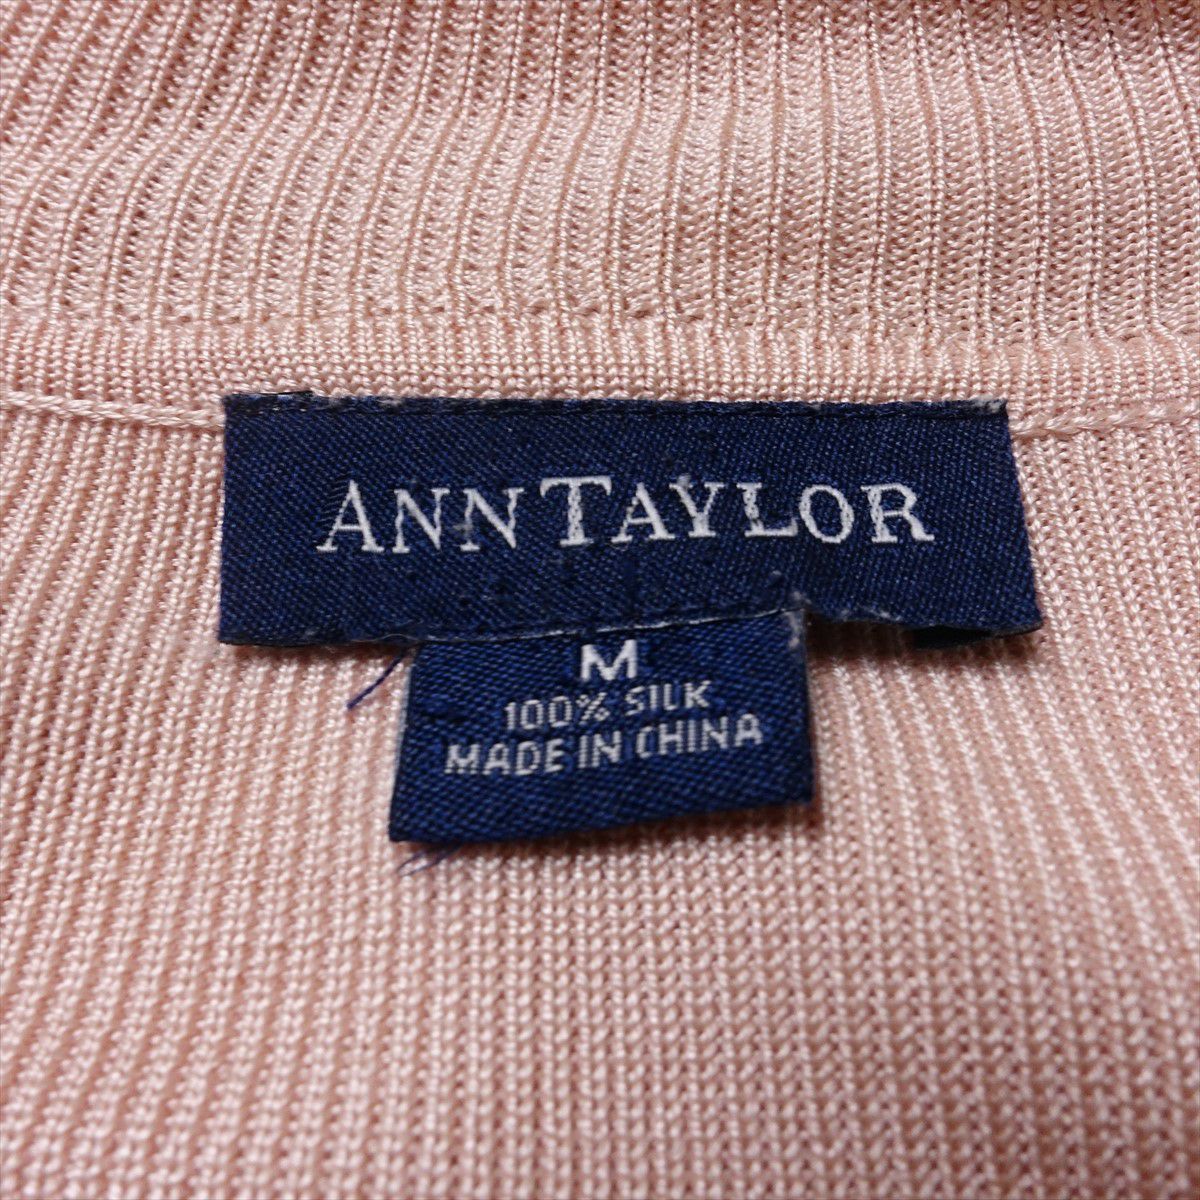 ANNTAYLOR
M
100% SILK
MADE IN CHINA